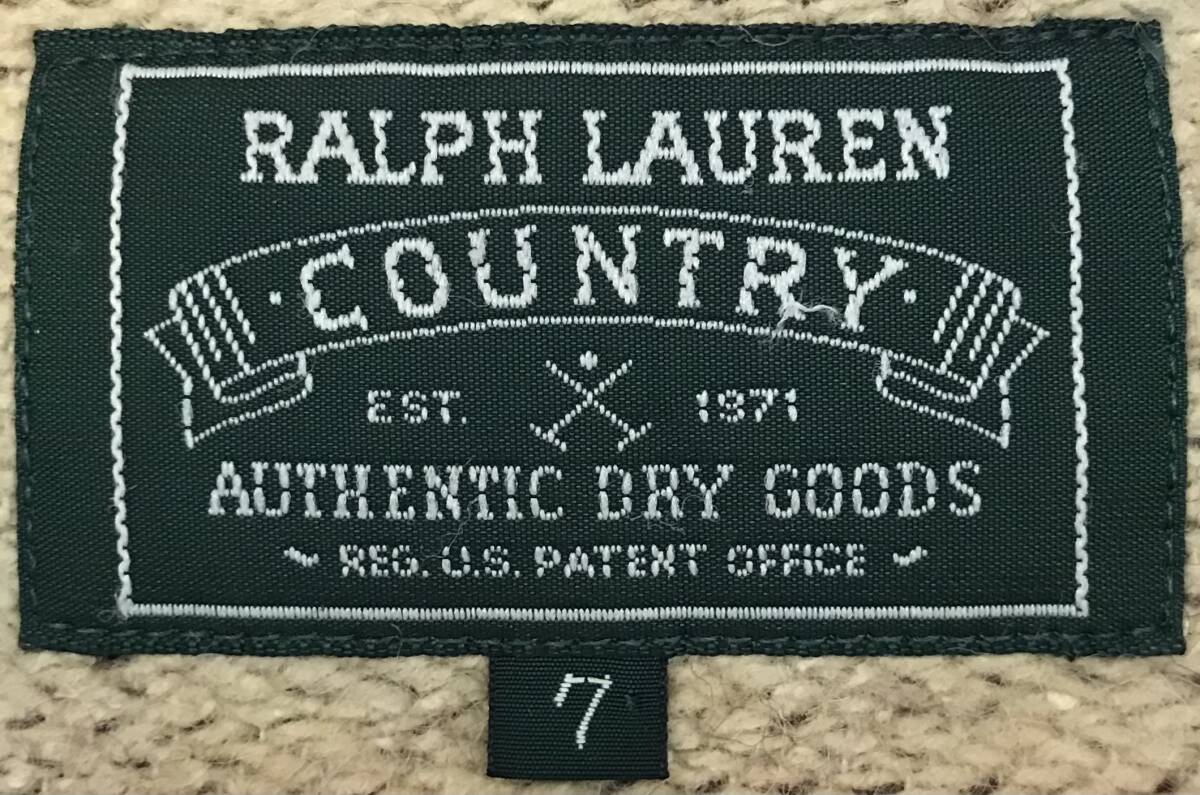 RALPH LAUREN
· COUNTRY ·
EST. 1971
AUTHENTIC DRY GOODS
~ REG. U.S. PATENT OFFICE ~
7